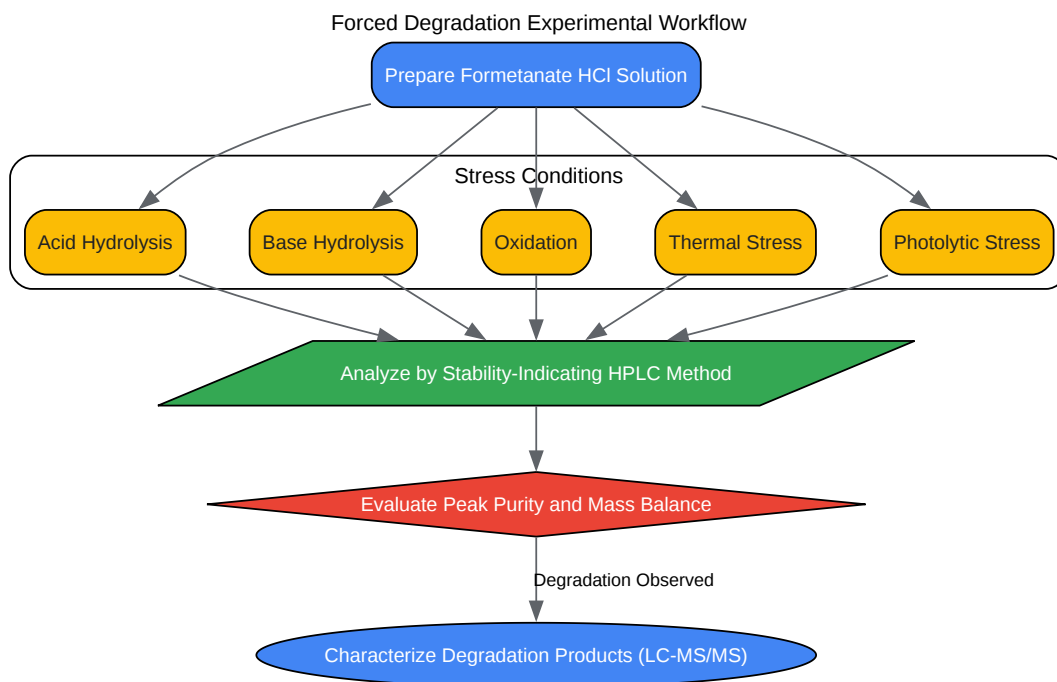 Forced Degradation Experimental Workflow
Prepare Formetanate HCl Solution
Stress Conditions
Acid Hydrolysis
Base Hydrolysis
Oxidation
Thermal Stress
Photolytic Stress
Analyze by Stability-Indicating HPLC Method
Evaluate Peak Purity and Mass Balance
Degradation Observed
Characterize Degradation Products (LC-MS/MS)